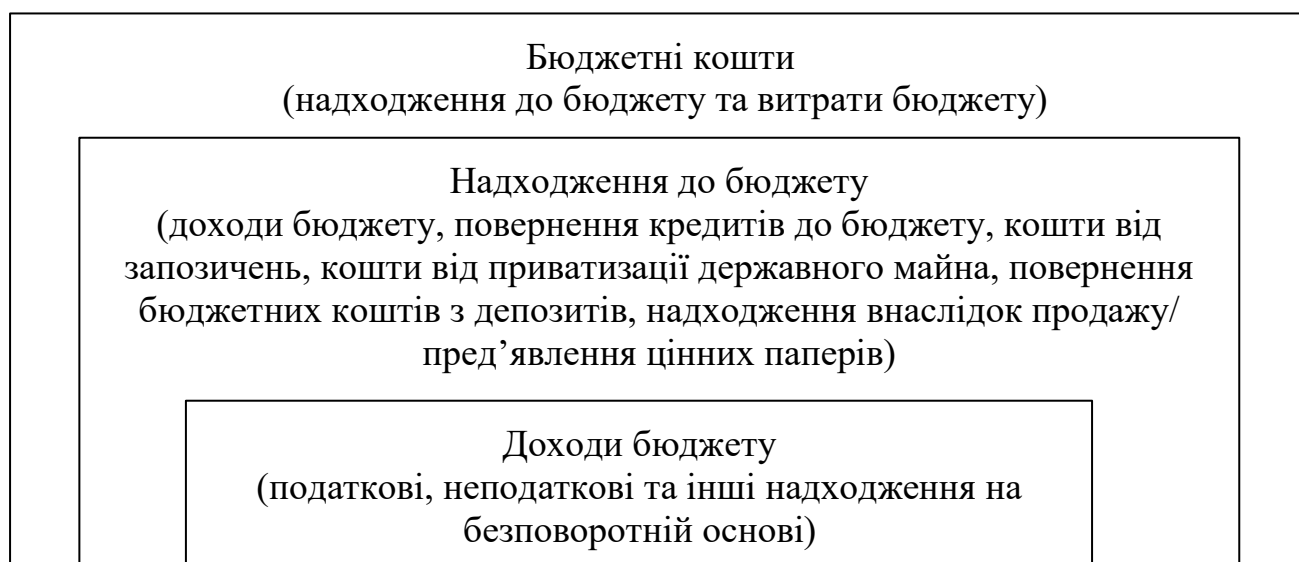 Бюджетні кошти
(надходження до бюджету та витрати бюджету)
Надходження до бюджету
(доходи бюджету, повернення кредитів до бюджету, кошти від
запозичень, кошти від приватизації державного майна, повернення
бюджетних коштів з депозитів, надходження внаслідок продажу/
пред’явлення цінних паперів)
Доходи бюджету
(податкові, неподаткові та інші надходження на
безповоротній основі)